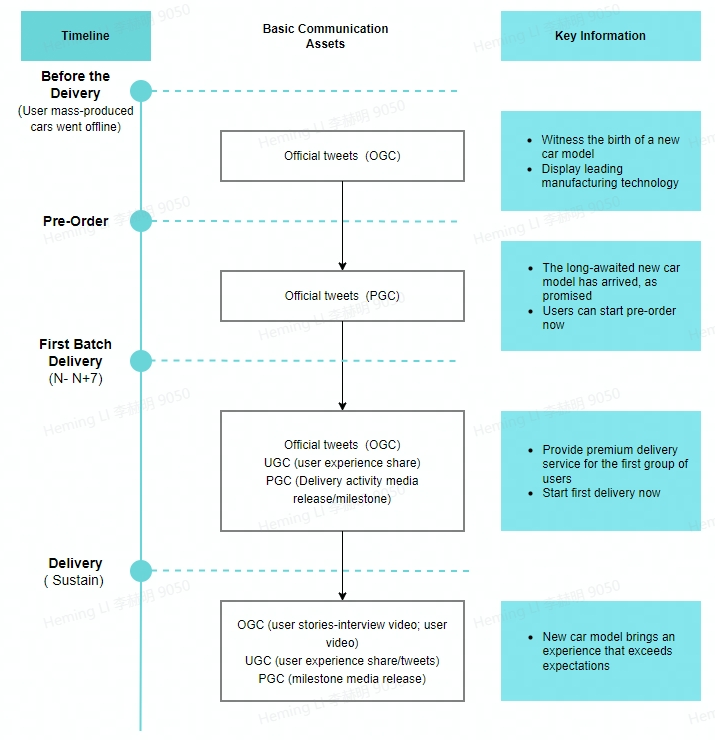 Timeline
Basic Communication
Assets
Key Information
Before the
Deivery
(User mass-produced
cars went offline)
Official tweets (OGC)
• Witness the birth of a new
car model
• Display leading
manufacturing technology
Pre-Order
Official tweets (PGC)
• The long-awaited new car
model has arrived, as
promised
• Users can start pre-order
now
First Batch
Delivery
(N- N+7)
Official tweets (OGC)
UGC (user experience share)
PGC (Delivery activity media
release/milestone)
• Provide premium delivery
service for the first group of
users
• Start first delivery now
Delivery
( Sustain)
OGC (user stories-interview video; user
video)
UGC (user experience share/tweets)
PGC (milestone media release)
• New car model brings an
experience that exceeds
expectations
Heming LI 李赫明 9050